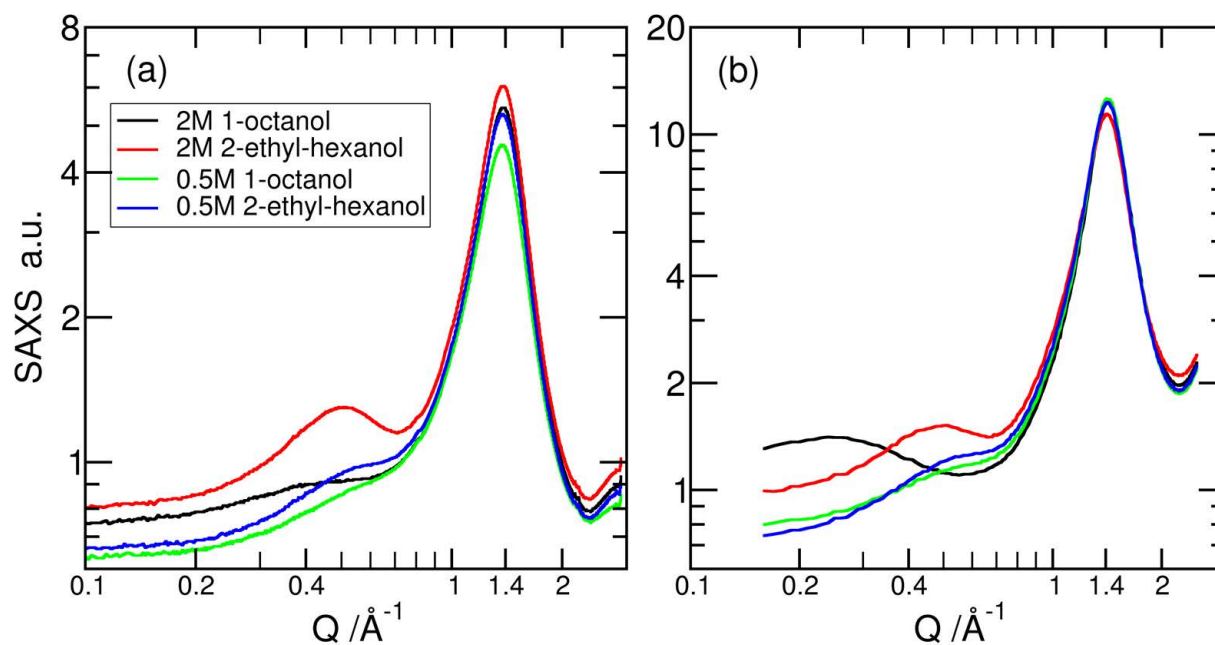 (a)
2M 1-octanol
2M 2-ethyl-hexanol
0.5M 1-octanol
0.5M 2-ethyl-hexanol
SAXS a.u.
8
4
2
1
0.1 0.2 0.4 1 1.4 2
Q /Å⁻¹
(b)
20
10
4
2
1
0.1 0.2 0.4 1 1.4 2
Q /Å⁻¹